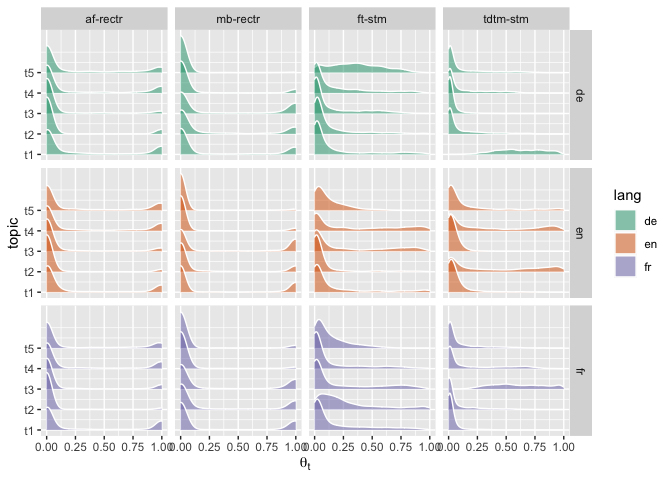 af-rectr mb-rectr ft-stm tdtm-stm
t5
t4
t3
t2
t1
de
t5
t4
t3
t2
t1
en
t5
t4
t3
t2
t1
fr
topic
0.00 0.25 0.50 0.75 1.00 0.00 0.25 0.50 0.75 1.00 0.00 0.25 0.50 0.75 1.00 0.00 0.25 0.50 0.75 1.00
θt
lang
de
en
fr